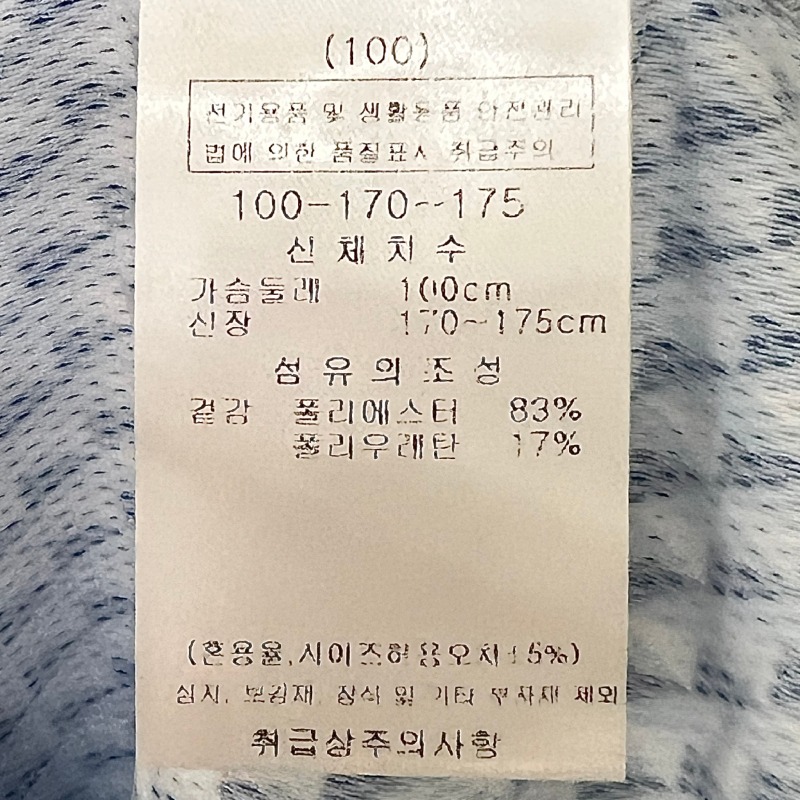 (100)
전기용품 및 생활용품 안전관리
법에 의한 품질표시 취급주의
100-170~175
신체치수
가슴둘레 100cm
신장 170~175cm
섬유의조성
겉감 폴리에스터 83%
폴리우레탄 17%
(혼용율,사이즈허용오차±5%)
심지, 보강재, 장식 및 기타 부자재 제외
취급상주의사항